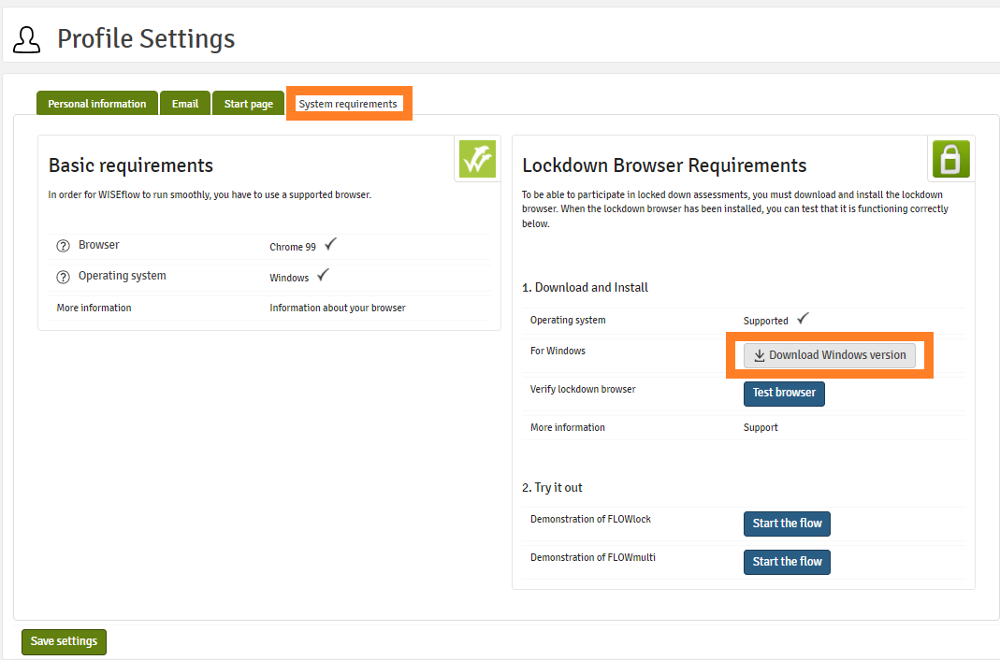 Profile Settings
Personal information
Email
Start page
System requirements
Basic requirements
In order for WISEflow to run smoothly, you have to use a supported browser.
Browser
Chrome 99
Operating system
Windows
More information
Information about your browser
Lockdown Browser Requirements
To be able to participate in locked down assessments, you must download and install the lockdown
browser. When the lockdown browser has been installed, you can test that it is functioning correctly
below.
1. Download and Install
Operating system
Supported
For Windows
Download Windows version
Verify lockdown browser
Test browser
More information
Support
2. Try it out
Demonstration of FLOWlock
Start the flow
Demonstration of FLOWmulti
Start the flow
Save settings